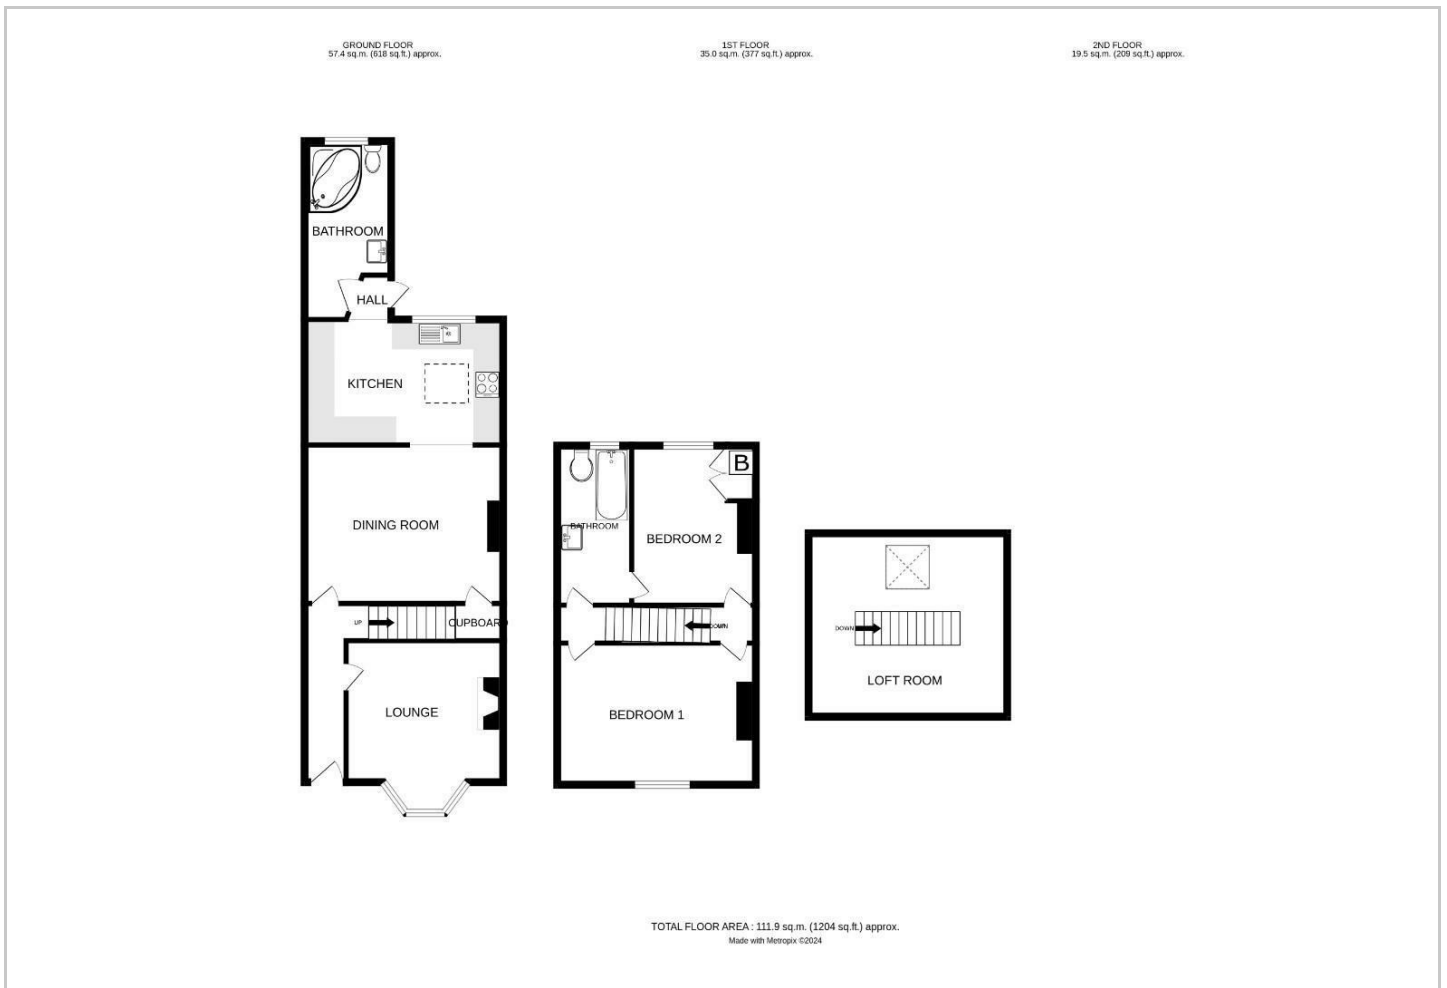 GROUND FLOOR
57.4 sq.m. (618 sq.ft.) approx.
1ST FLOOR
35.0 sq.m. (377 sq.ft.) approx.
2ND FLOOR
19.5 sq.m. (209 sq.ft.) approx.
BATHROOM
HALL
KITCHEN
DINING ROOM
UP
CUPBOARD
LOUNGE
B
BATHROOM
BEDROOM 2
DOWN
BEDROOM 1
DOWN
LOFT ROOM
TOTAL FLOOR AREA : 111.9 sq.m. (1204 sq.ft.) approx.
Made with Metropix ©2024